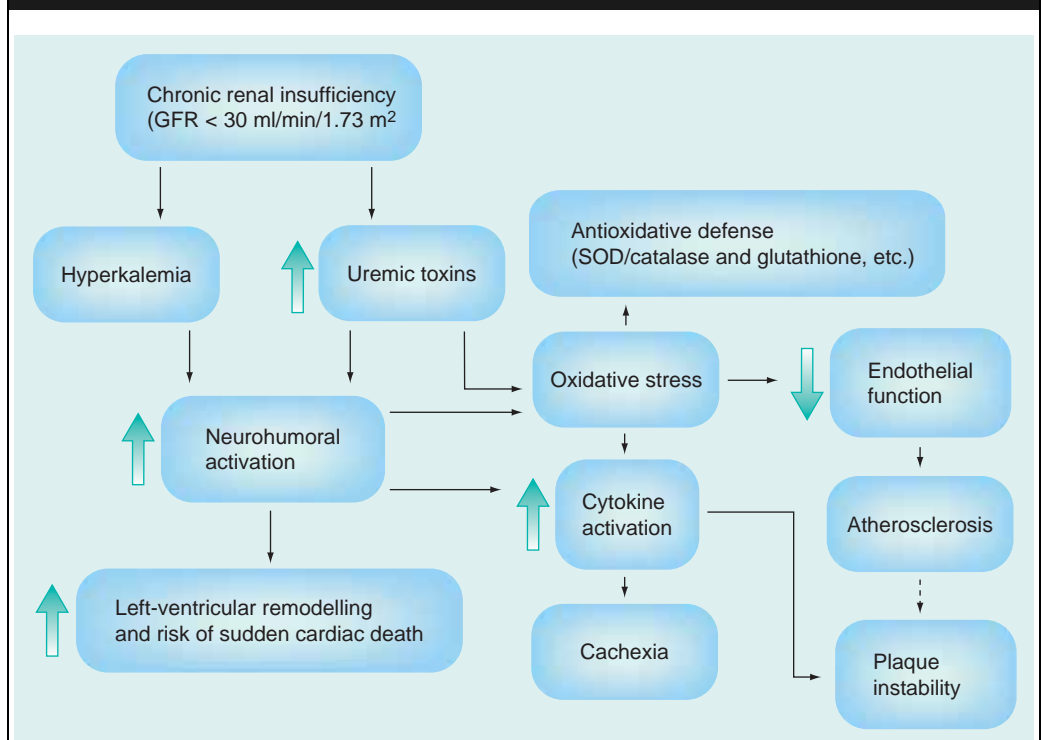 Chronic renal insufficiency
(GFR < 30 ml/min/1.73 m²
Hyperkalemia
Uremic toxins
Antioxidative defense
(SOD/catalase and glutathione, etc.)
Oxidative stress
Endothelial
function
Neurohumoral
activation
Cytokine
activation
Atherosclerosis
Left-ventricular remodelling
and risk of sudden cardiac death
Cachexia
Plaque
instability